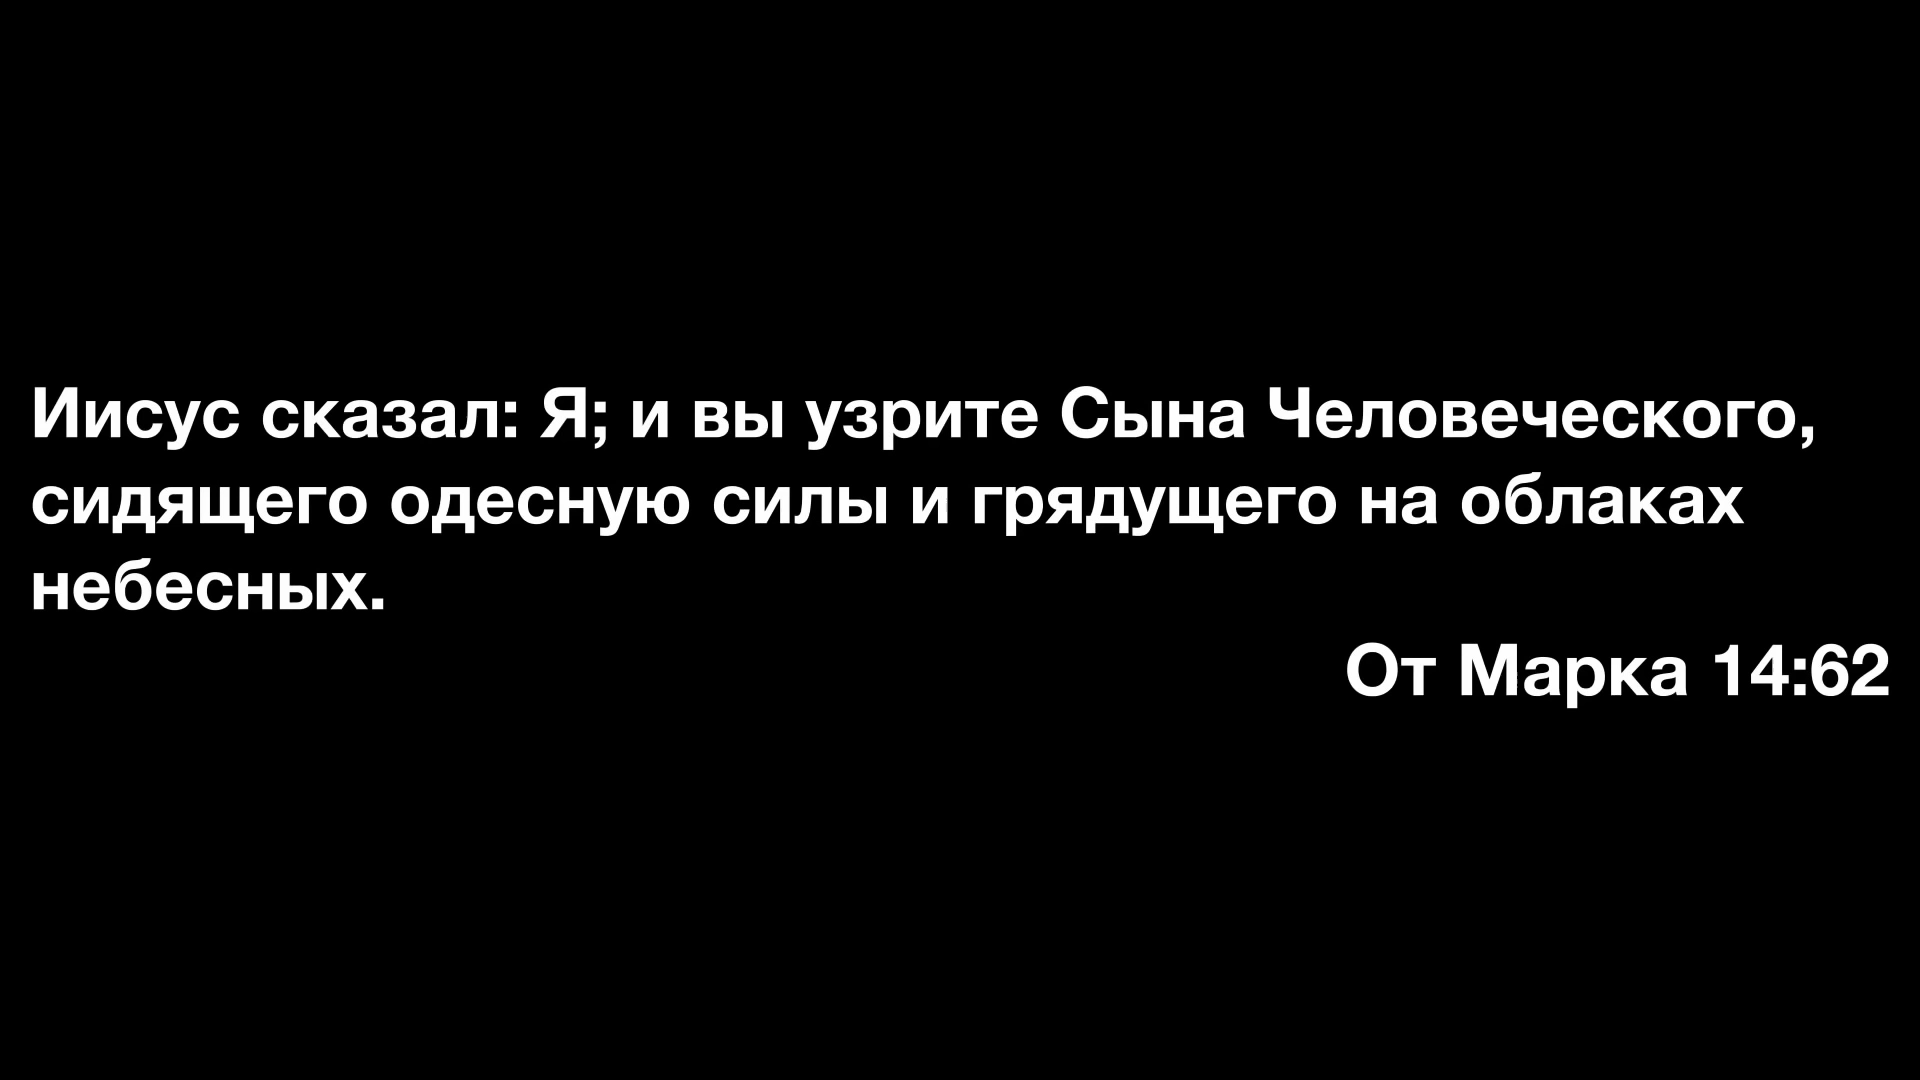 Иисус сказал: Я; и вы узрите Сына Человеческого,
сидящего одесную силы и грядущего на облаках
небесных.
От Марка 14:62